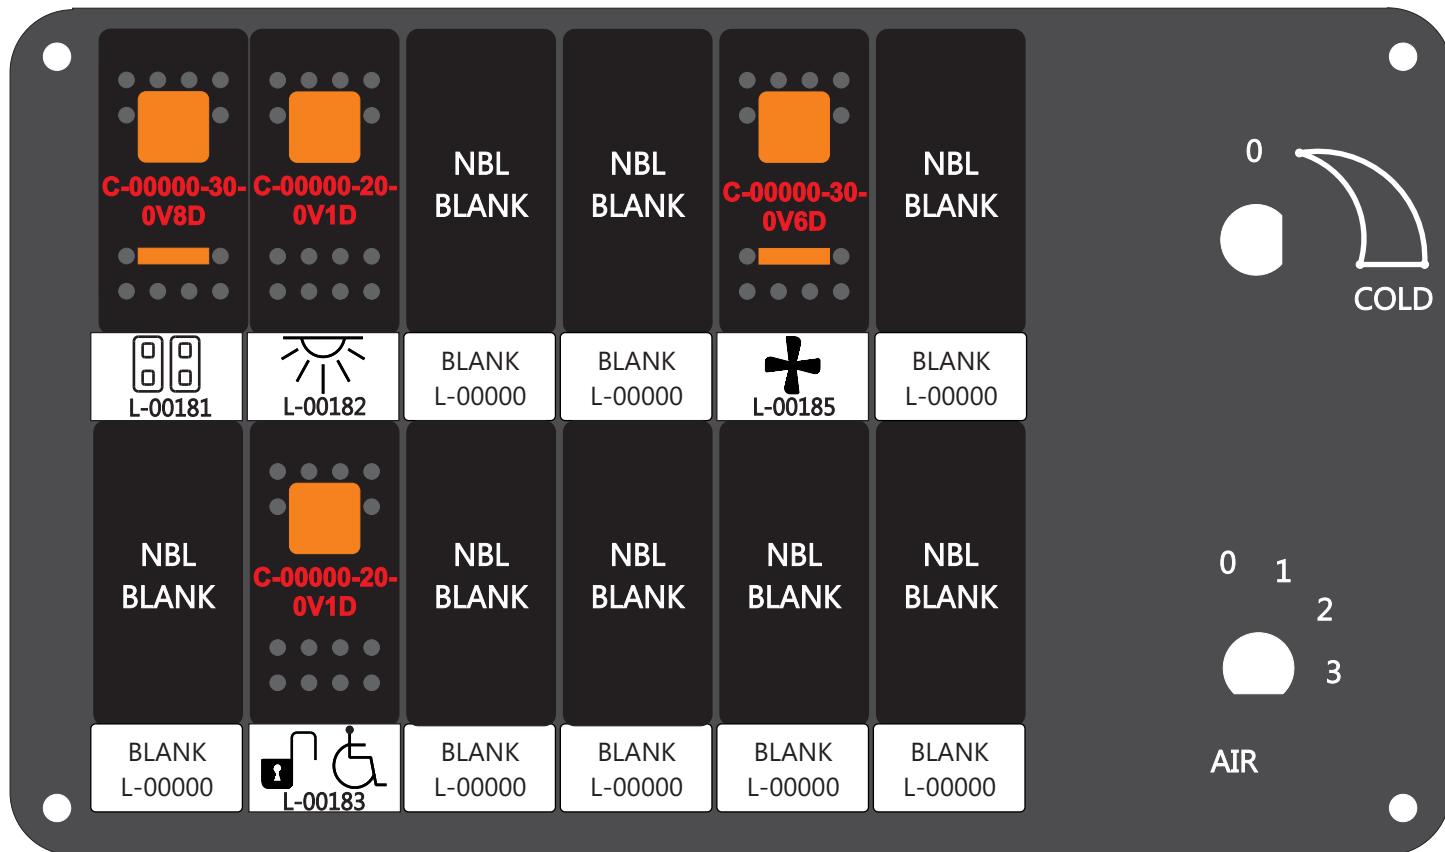 C-00000-30-
0V8D
C-00000-20-
0V1D
NBL
BLANK
NBL
BLANK
C-00000-30-
0V6D
NBL
BLANK
L-00181
L-00182
BLANK
L-00000
BLANK
L-00000
L-00185
BLANK
L-00000
0
COLD
NBL
BLANK
C-00000-20-
0V1D
NBL
BLANK
NBL
BLANK
NBL
BLANK
NBL
BLANK
BLANK
L-00000
L-00183
BLANK
L-00000
BLANK
L-00000
BLANK
L-00000
BLANK
L-00000
0
1
2
3
AIR